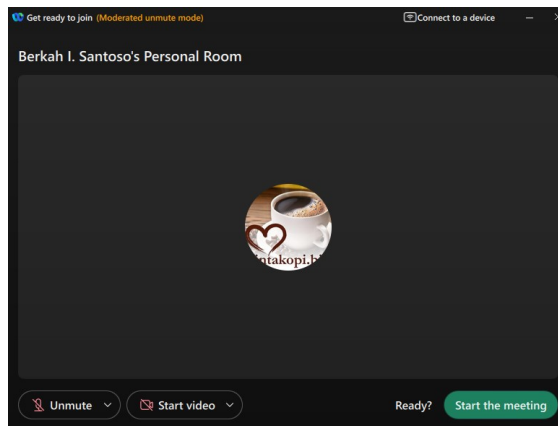 Get ready to join (Moderated unmute mode)
Connect to a device
Berkah I. Santoso's Personal Room
Unmute
Start video
Ready?
Start the meeting